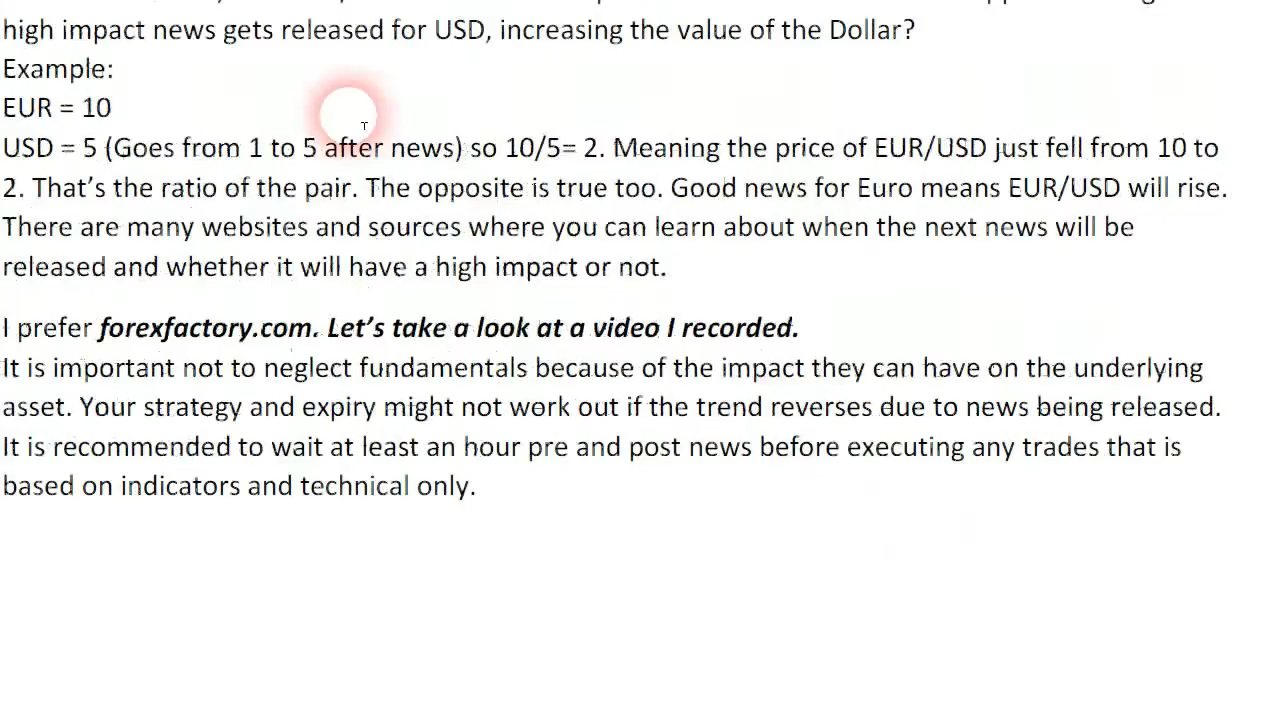 high impact news gets released for USD, increasing the value of the Dollar?
Example:
EUR = 10
USD = 5 (Goes from 1 to 5 after news) so 10/5= 2. Meaning the price of EUR/USD just fell from 10 to
2. That’s the ratio of the pair. The opposite is true too. Good news for Euro means EUR/USD will rise.
There are many websites and sources where you can learn about when the next news will be
released and whether it will have a high impact or not.
I prefer forexfactory.com. Let’s take a look at a video I recorded.
It is important not to neglect fundamentals because of the impact they can have on the underlying
asset. Your strategy and expiry might not work out if the trend reverses due to news being released.
It is recommended to wait at least an hour pre and post news before executing any trades that is
based on indicators and technical only.